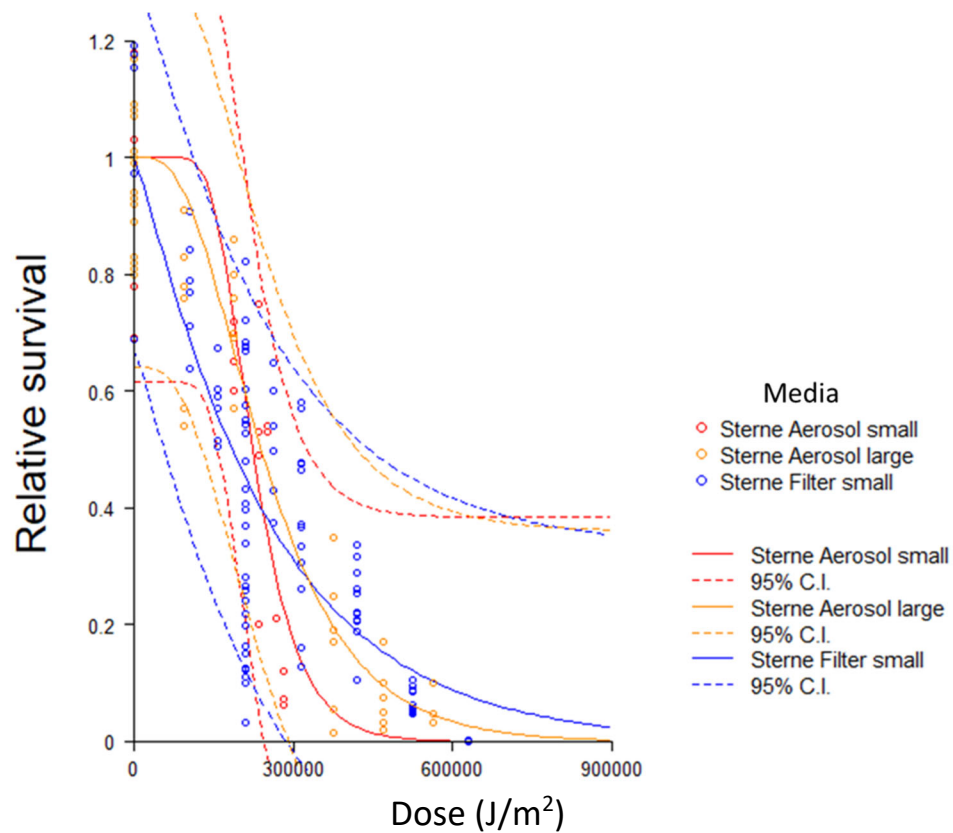 Relative survival
1.2
1
0.8
0.6
0.4
0.2
0
0 300000 600000 900000
Dose (J/m²)
Media
Sterne Aerosol small
Sterne Aerosol large
Sterne Filter small
Sterne Aerosol small
95% C.I.
Sterne Aerosol large
95% C.I.
Sterne Filter small
95% C.I.